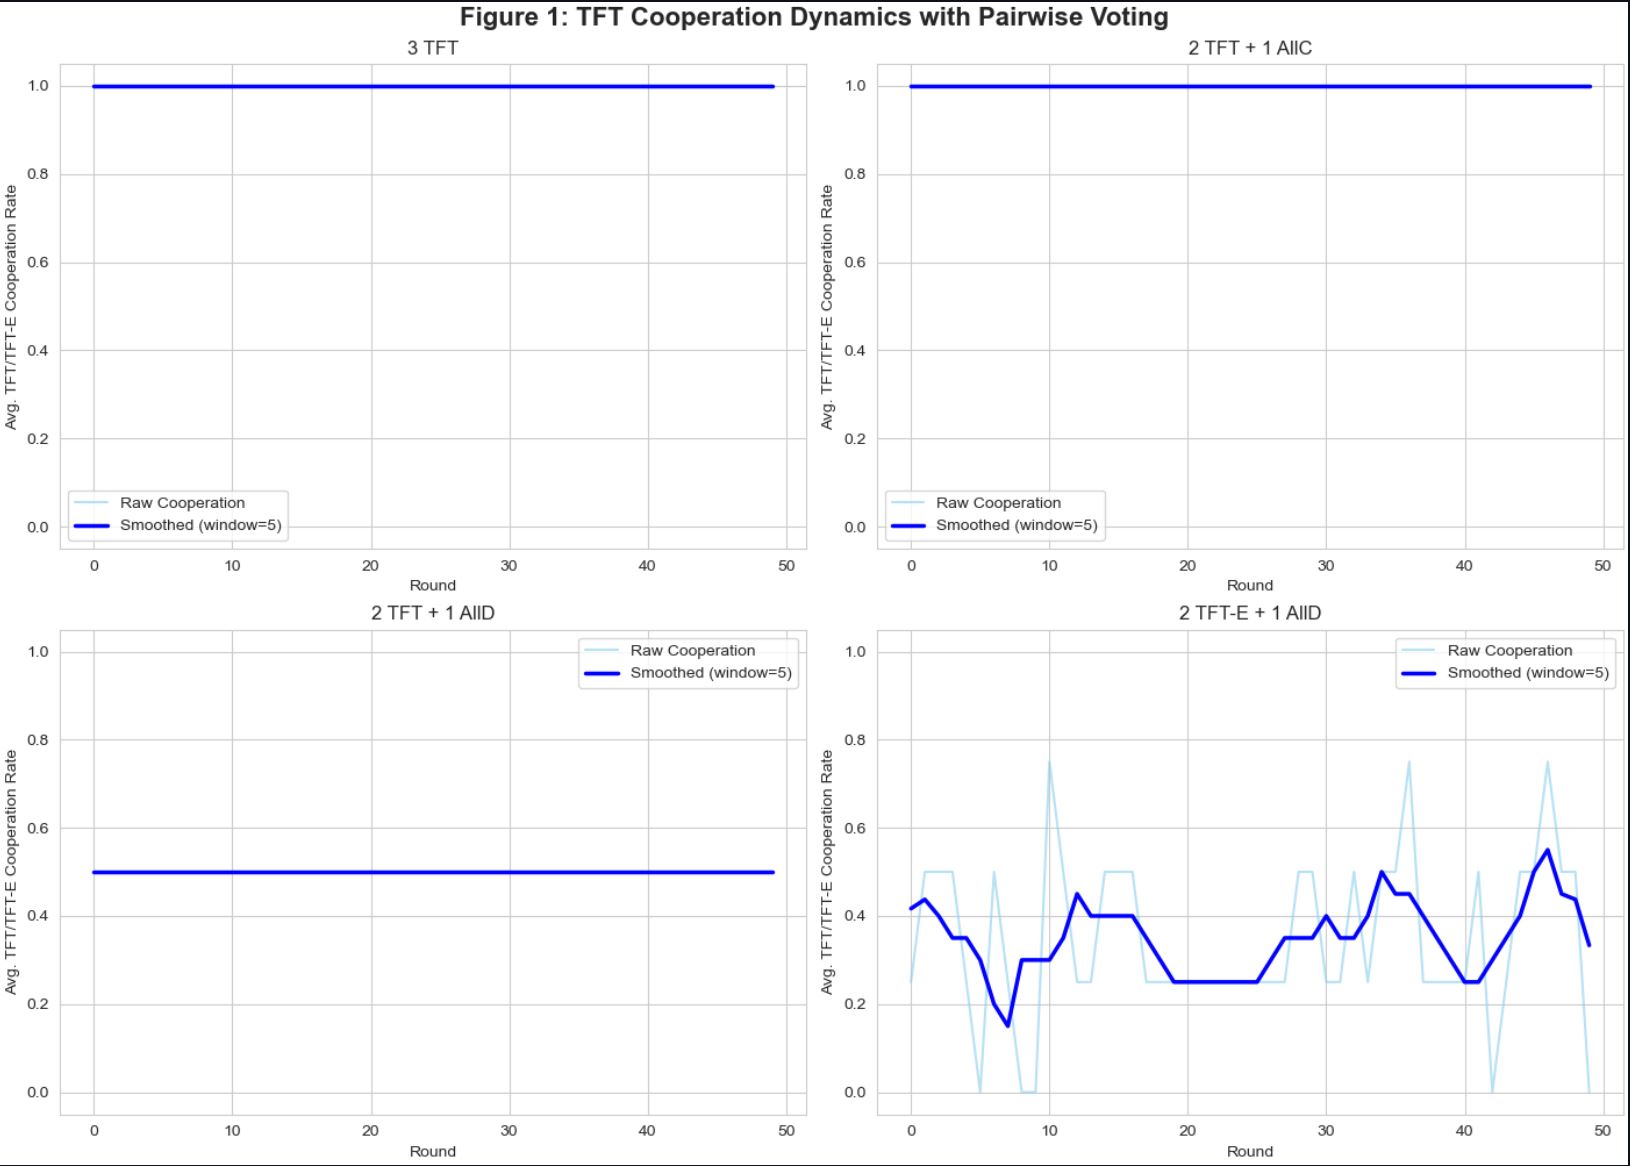 Figure 1: TFT Cooperation Dynamics with Pairwise Voting
3 TFT
1.0
0.8
0.6
0.4
0.2
0.0
Avg. TFT/TFT-E Cooperation Rate
Raw Cooperation
Smoothed (window=5)
0 10 20 30 40 50
Round
2 TFT + 1 AllC
1.0
0.8
0.6
0.4
0.2
0.0
Avg. TFT/TFT-E Cooperation Rate
Raw Cooperation
Smoothed (window=5)
0 10 20 30 40 50
Round
2 TFT + 1 AllD
1.0
0.8
0.6
0.4
0.2
0.0
Avg. TFT/TFT-E Cooperation Rate
Raw Cooperation
Smoothed (window=5)
0 10 20 30 40 50
Round
2 TFT-E + 1 AllD
1.0
0.8
0.6
0.4
0.2
0.0
Avg. TFT/TFT-E Cooperation Rate
Raw Cooperation
Smoothed (window=5)
0 10 20 30 40 50
Round